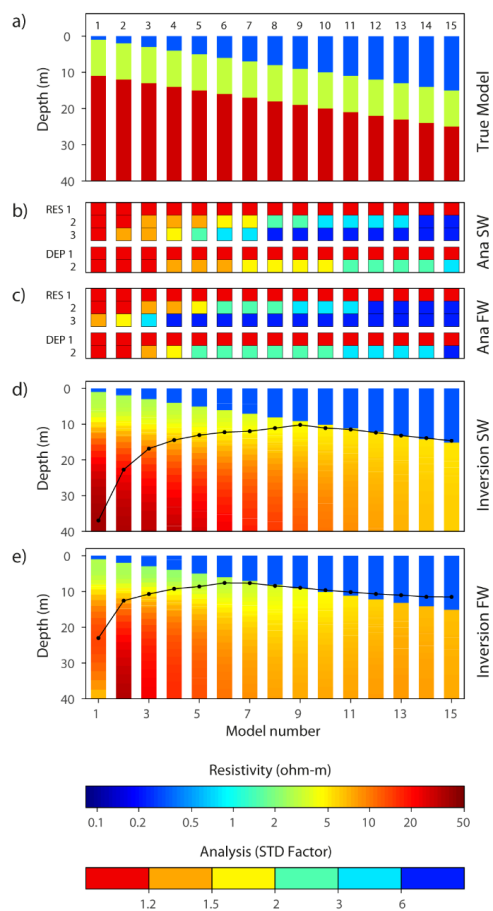 a)
1 2 3 4 5 6 7 8 9 10 11 12 13 14 15
0
10
20
30
40
Depth (m)
True Model
b)
RES 1
2
3
DEP 1
2
Ana SW
c)
RES 1
2
3
DEP 1
2
Ana FW
d)
0
10
20
30
40
Depth (m)
Inversion SW
e)
0
10
20
30
40
Depth (m)
Inversion FW
1 3 5 7 9 11 13 15
Model number
Resistivity (ohm-m)
0.1 0.2 0.5 1 2 5 10 20 50
Analysis (STD Factor)
1.2 1.5 2 3 6